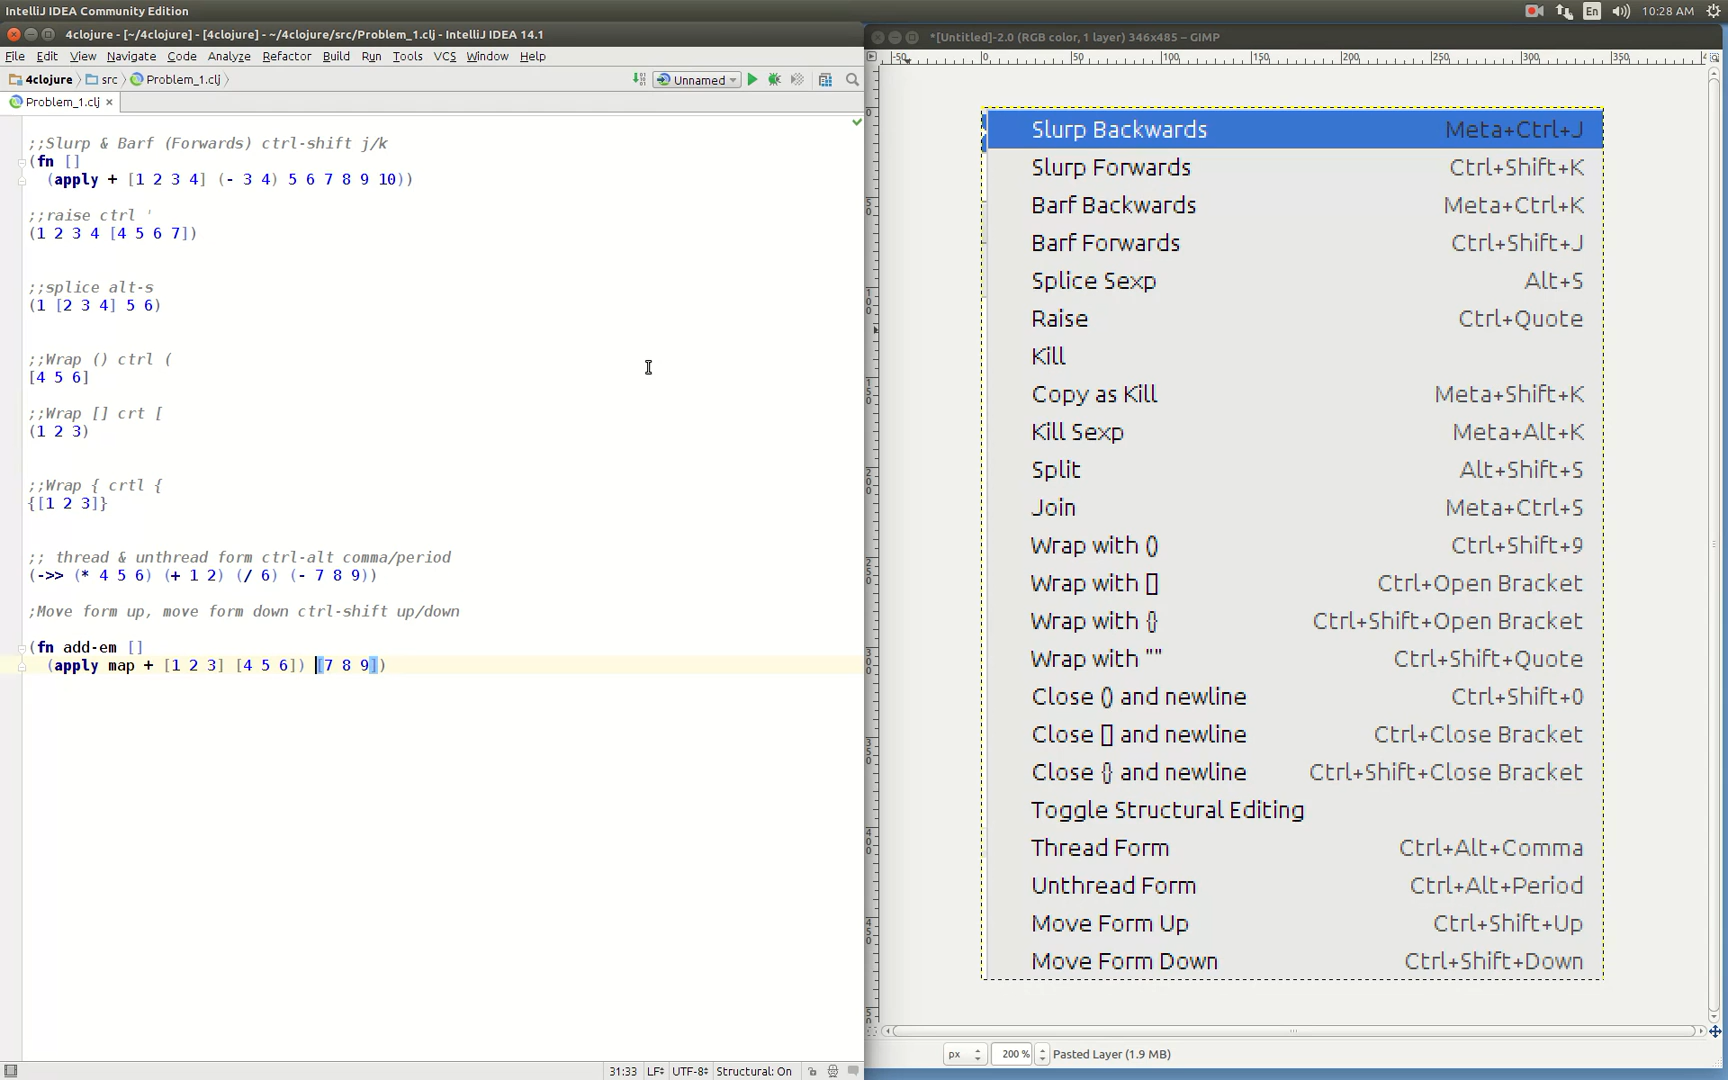 IntelliJ IDEA Community Edition
En
10:28 AM
4clojure - [~/4clojure] - [4clojure] - ~/4clojure/src/Problem_1.clj - IntelliJ IDEA 14.1
File Edit View Navigate Code Analyze Refactor Build Run Tools VCS Window Help
4clojure src Problem_1.clj Unnamed
Problem_1.clj
;;Slurp & Barf (Forwards) ctrl-shift j/k
(fn []
(apply + [1 2 3 4] (- 3 4) 5 6 7 8 9 10))
;;raise ctrl '
(1 2 3 4 [4 5 6 7])
;;splice alt-s
(1 [2 3 4] 5 6)
;;Wrap () ctrl (
[4 5 6]
;;Wrap [] crt [
(1 2 3)
;;Wrap { crtl {
{[1 2 3]}
;; thread & unthread form ctrl-alt comma/period
(->> (* 4 5 6) (+ 1 2) (/ 6) (- 7 8 9))
;Move form up, move form down ctrl-shift up/down
(fn add-em []
(apply map + [1 2 3] [4 5 6]) [7 8 9])
31:33 LF UTF-8 Structural: On
*[Untitled]-2.0 (RGB color, 1 layer) 346x485 – GIMP
-50 0 50 100 150 200 250 300 350
Slurp Backwards Meta+Ctrl+J
Slurp Forwards Ctrl+Shift+K
Barf Backwards Meta+Ctrl+K
Barf Forwards Ctrl+Shift+J
Splice Sexp Alt+S
Raise Ctrl+Quote
Kill
Copy as Kill Meta+Shift+K
Kill Sexp Meta+Alt+K
Split Alt+Shift+S
Join Meta+Ctrl+S
Wrap with () Ctrl+Shift+9
Wrap with [] Ctrl+Open Bracket
Wrap with {} Ctrl+Shift+Open Bracket
Wrap with "" Ctrl+Shift+Quote
Close () and newline Ctrl+Shift+0
Close [] and newline Ctrl+Close Bracket
Close {} and newline Ctrl+Shift+Close Bracket
Toggle Structural Editing
Thread Form Ctrl+Alt+Comma
Unthread Form Ctrl+Alt+Period
Move Form Up Ctrl+Shift+Up
Move Form Down Ctrl+Shift+Down
px 200 % Pasted Layer (1.9 MB)